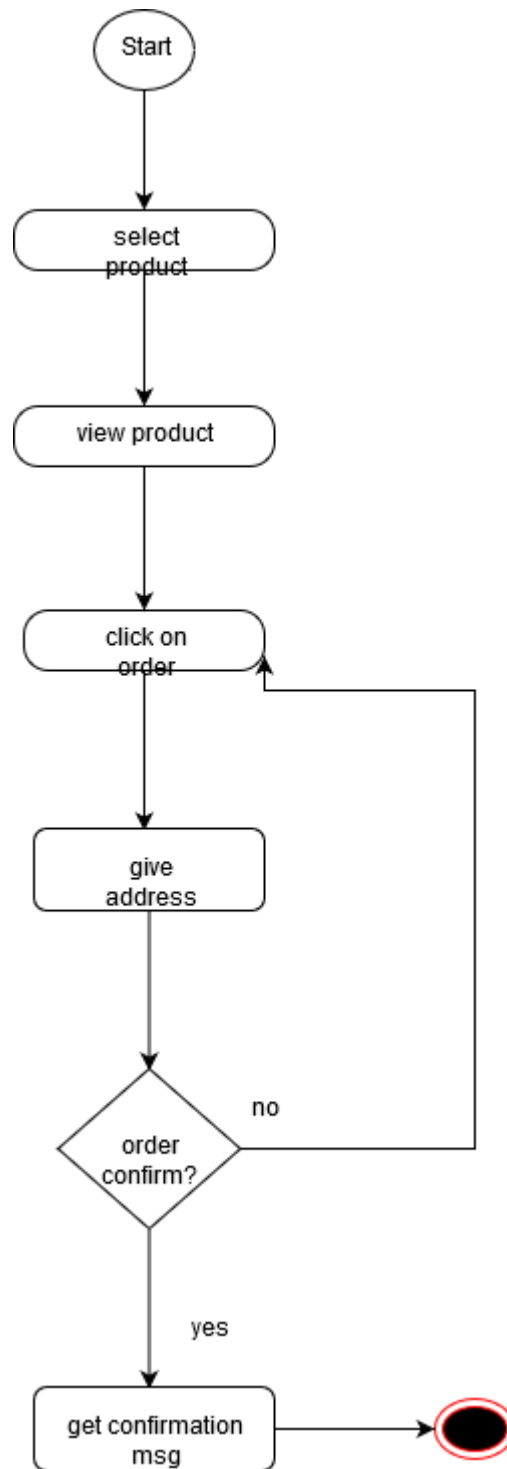 Start
select
product
view product
click on
order
give
address
no
order
confirm?
yes
get confirmation
msg